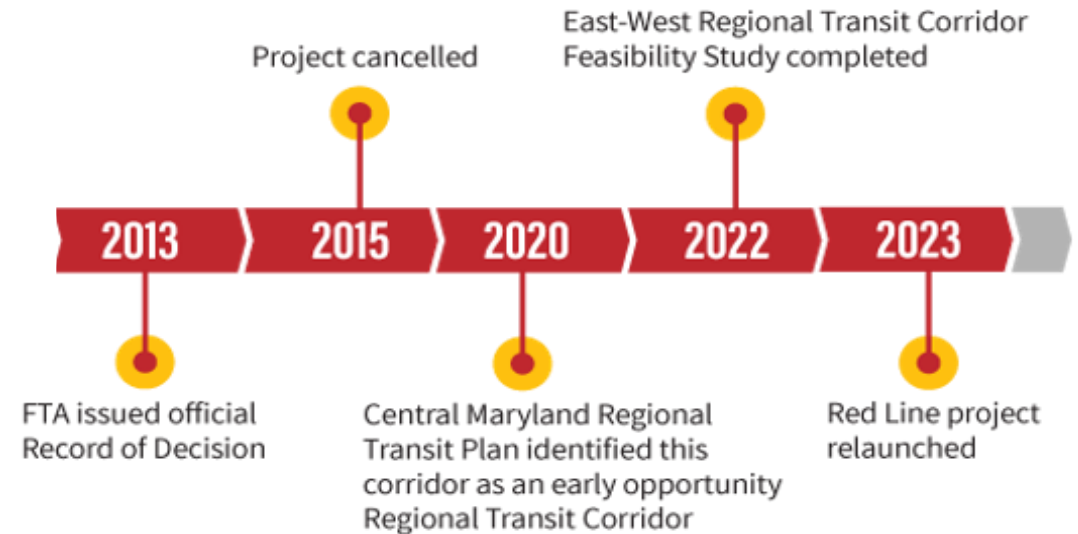 East-West Regional Transit Corridor
Feasibility Study completed
Project cancelled
2013
2015
2020
2022
2023
FTA issued official
Record of Decision
Central Maryland Regional
Transit Plan identified this
corridor as an early opportunity
Regional Transit Corridor
Red Line project
relaunched